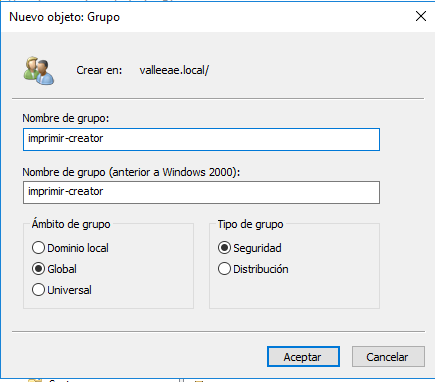 Nuevo objeto: Grupo
Crear en: valleeae.local/
Nombre de grupo:
imprimir-creator
Nombre de grupo (anterior a Windows 2000):
imprimir-creator
Ámbito de grupo
Dominio local
Global
Universal
Tipo de grupo
Seguridad
Distribución
Aceptar
Cancelar